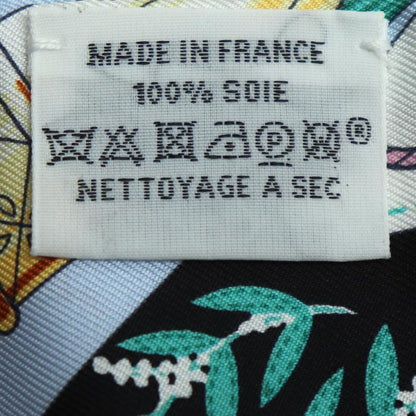 MADE IN FRANCE
100% SOIE
P ®
NETTOYAGE A SEC